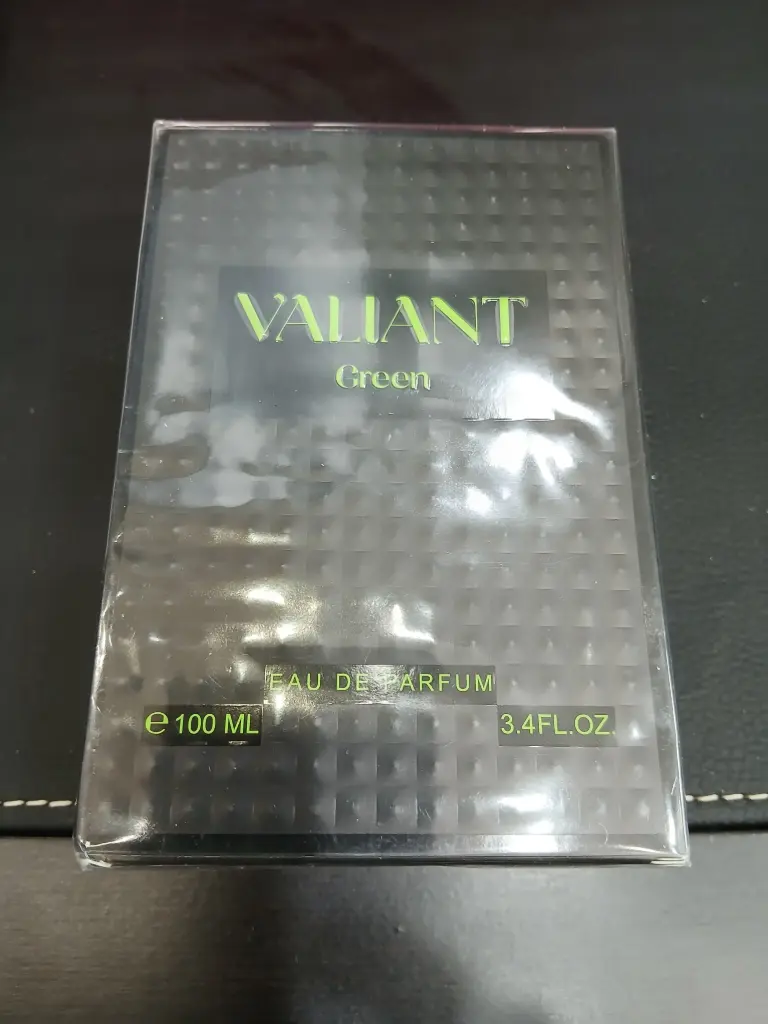 VALIANT
Green
EAU DE PARFUM
℮ 100 ML
3.4FL.OZ.